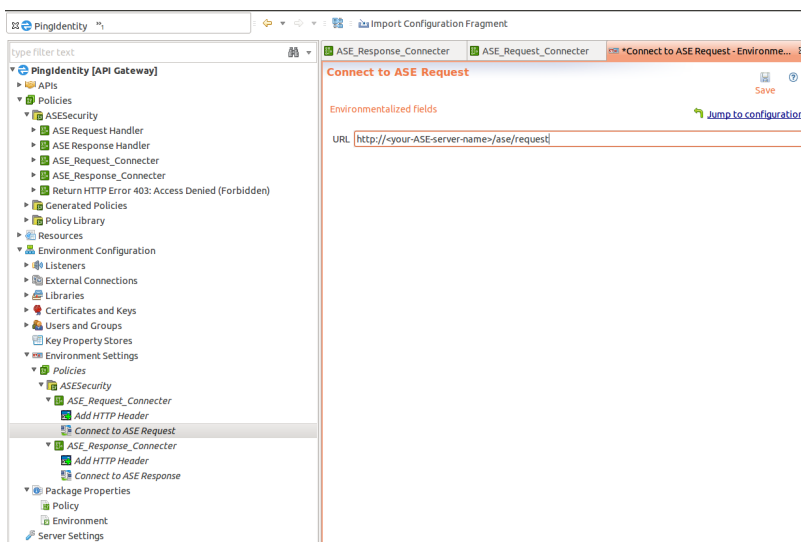 PingIdentity »1
Import Configuration Fragment
type filter text
ASE_Response_Connecter
ASE_Request_Connecter
*Connect to ASE Request - Environme...
PingIdentity [API Gateway]
APIs
Policies
ASESecurity
ASE Request Handler
ASE Response Handler
ASE_Request_Connecter
ASE_Response_Connecter
Return HTTP Error 403: Access Denied (Forbidden)
Generated Policies
Policy Library
Resources
Environment Configuration
Listeners
External Connections
Libraries
Certificates and Keys
Users and Groups
Key Property Stores
Environment Settings
Policies
ASESecurity
ASE_Request_Connecter
Add HTTP Header
Connect to ASE Request
ASE_Response_Connecter
Add HTTP Header
Connect to ASE Response
Package Properties
Policy
Environment
Server Settings
Connect to ASE Request
Save
Environmentalized fields
Jump to configuration
URL http://<your-ASE-server-name>/ase/request